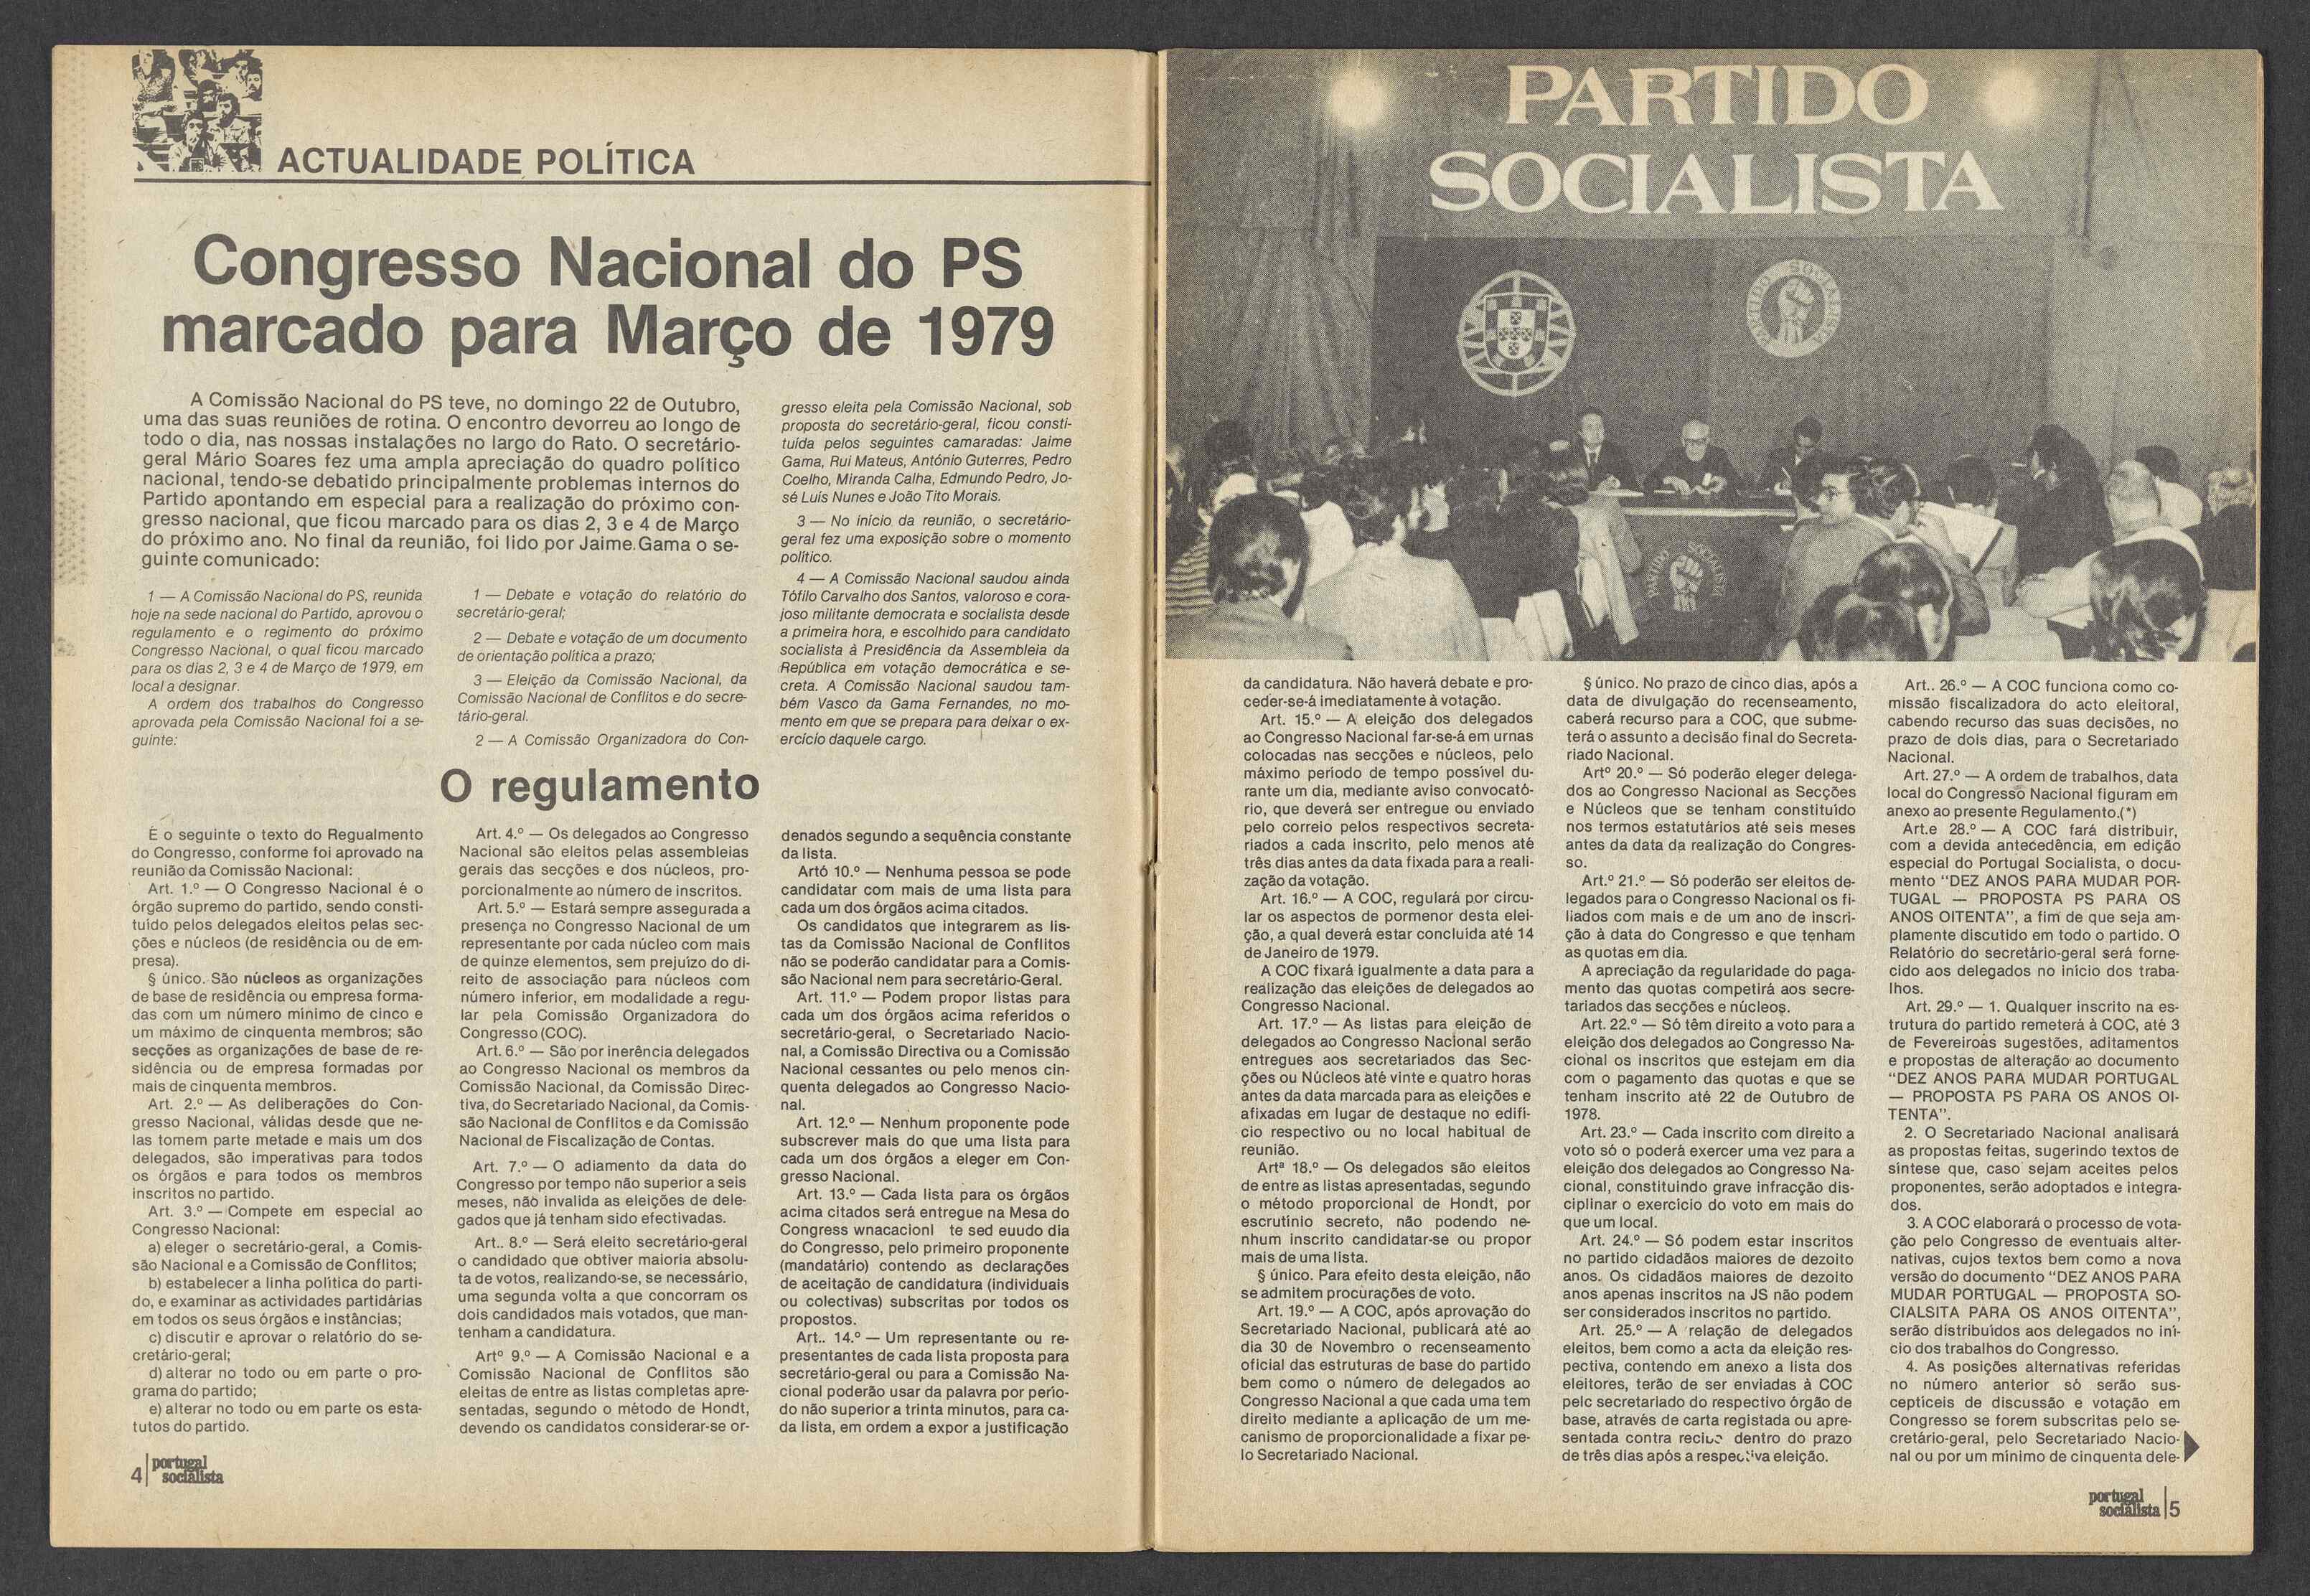 ACTUALIDADE POLÍTICA
Congresso Nacional do PS
marcado para Março de 1979
A Comissão Nacional do PS teve, no domingo 22 de Outubro,
uma das suas reuniões de rotina. O encontro devorreu ao longo de
todo o dia, nas nossas instalações no largo do Rato. O secretário-
geral Mário Soares fez uma ampla apreciação do quadro político
nacional, tendo-se debatido principalmente problemas internos do
Partido apontando em especial para a realização do próximo con-
gresso nacional, que ficou marcado para os dias 2, 3 e 4 de Março
do próximo ano. No final da reunião, foi lido por Jaime Gama o se-
guinte comunicado:
1 — A Comissão Nacional do PS, reunida
hoje na sede nacional do Partido, aprovou o
regulamento e o regimento do próximo
Congresso Nacional, o qual ficou marcado
para os dias 2, 3 e 4 de Março de 1979, em
local a designar.
A ordem dos trabalhos do Congresso
aprovada pela Comissão Nacional foi a se-
guinte:
1 — Debate e votação do relatório do
secretário-geral;
2 — Debate e votação de um documento
de orientação política a prazo;
3 — Eleição da Comissão Nacional, da
Comissão Nacional de Conflitos e do secre-
tário-geral.
2 — A Comissão Organizadora do Con-
gresso eleita pela Comissão Nacional, sob
proposta do secretário-geral, ficou consti-
tuída pelos seguintes camaradas: Jaime
Gama, Rui Mateus, António Guterres, Pedro
Coelho, Miranda Calha, Edmundo Pedro, Jo-
sé Luís Nunes e João Tito Morais.
3 — No início da reunião, o secretário-
geral fez uma exposição sobre o momento
político.
4 — A Comissão Nacional saudou ainda
Tófilo Carvalho dos Santos, valoroso e cora-
joso militante democrata e socialista desde
a primeira hora, e escolhido para candidato
socialista à Presidência da Assembleia da
República em votação democrática e se-
creta. A Comissão Nacional saudou tam-
bém Vasco da Gama Fernandes, no mo-
mento em que se prepara para deixar o ex-
ercício daquele cargo.
O regulamento
É o seguinte o texto do Regualmento
do Congresso, conforme foi aprovado na
reunião da Comissão Nacional:
Art. 1.º — O Congresso Nacional é o
órgão supremo do partido, sendo consti-
tuído pelos delegados eleitos pelas sec-
ções e núcleos (de residência ou de em-
presa).
§ único. São núcleos as organizações
de base de residência ou empresa forma-
das com um número mínimo de cinco e
um máximo de cinquenta membros; são
secções as organizações de base de re-
sidência ou de empresa formadas por
mais de cinquenta membros.
Art. 2.º — As deliberações do Con-
gresso Nacional, válidas desde que ne-
las tomem parte metade e mais um dos
delegados, são imperativas para todos
os órgãos e para todos os membros
inscritos no partido.
Art. 3.º — Compete em especial ao
Congresso Nacional:
a) eleger o secretário-geral, a Comis-
são Nacional e a Comissão de Conflitos;
b) estabelecer a linha política do parti-
do, e examinar as actividades partidárias
em todos os seus órgãos e instâncias;
c) discutir e aprovar o relatório do se-
cretário-geral;
d) alterar no todo ou em parte o pro-
grama do partido;
e) alterar no todo ou em parte os esta-
tutos do partido.
Art. 4.º — Os delegados ao Congresso
Nacional são eleitos pelas assembleias
gerais das secções e dos núcleos, pro-
porcionalmente ao número de inscritos.
Art. 5.º — Estará sempre assegurada a
presença no Congresso Nacional de um
representante por cada núcleo com mais
de quinze elementos, sem prejuízo do di-
reito de associação para núcleos com
número inferior, em modalidade a regu-
lar pela Comissão Organizadora do
Congresso (COC).
Art. 6.º — São por inerência delegados
ao Congresso Nacional os membros da
Comissão Nacional, da Comissão Direc-
tiva, do Secretariado Nacional, da Comis-
são Nacional de Conflitos e da Comissão
Nacional de Fiscalização de Contas.
Art. 7.º — O adiamento da data do
Congresso por tempo não superior a seis
meses, não invalida as eleições de dele-
gados que já tenham sido efectivadas.
Art.. 8.º — Será eleito secretário-geral
o candidado que obtiver maioria absolu-
ta de votos, realizando-se, se necessário,
uma segunda volta a que concorram os
dois candidados mais votados, que man-
tenham a candidatura.
Artº 9.º — A Comissão Nacional e a
Comissão Nacional de Conflitos são
eleitas de entre as listas completas apre-
sentadas, segundo o método de Hondt,
devendo os candidatos considerar-se or-
denados segundo a sequência constante
da lista.
Artó 10.º — Nenhuma pessoa se pode
candidatar com mais de uma lista para
cada um dos órgãos acima citados.
Os candidatos que integrarem as lis-
tas da Comissão Nacional de Conflitos
não se poderão candidatar para a Comis-
são Nacional nem para secretário-Geral.
Art. 11.º — Podem propor listas para
cada um dos órgãos acima referidos o
secretário-geral, o Secretariado Nacio-
nal, a Comissão Directiva ou a Comissão
Nacional cessantes ou pelo menos cin-
quenta delegados ao Congresso Nacio-
nal.
Art. 12.º — Nenhum proponente pode
subscrever mais do que uma lista para
cada um dos órgãos a eleger em Con-
gresso Nacional.
Art. 13.º — Cada lista para os órgãos
acima citados será entregue na Mesa do
Congress wnacacionl te sed euudo dia
do Congresso, pelo primeiro proponente
(mandatário) contendo as declarações
de aceitação de candidatura (individuais
ou colectivas) subscritas por todos os
propostos.
Art.. 14.º — Um representante ou re-
presentantes de cada lista proposta para
secretário-geral ou para a Comissão Na-
cional poderão usar da palavra por perío-
do não superior a trinta minutos, para ca-
da lista, em ordem a expor a justificação
4 portugal
socialista
PARTIDO
SOCIALISTA
PARTIDO SOCIALISTA
PARTIDO SOCIALISTA
da candidatura. Não haverá debate e pro-
ceder-se-á imediatamente à votação.
Art. 15.º — A eleição dos delegados
ao Congresso Nacional far-se-á em urnas
colocadas nas secções e núcleos, pelo
máximo período de tempo possível du-
rante um dia, mediante aviso convocató-
rio, que deverá ser entregue ou enviado
pelo correio pelos respectivos secreta-
riados a cada inscrito, pelo menos até
três dias antes da data fixada para a reali-
zação da votação.
Art. 16.º — A COC, regulará por circu-
lar os aspectos de pormenor desta elei-
ção, a qual deverá estar concluída até 14
de Janeiro de 1979.
A COC fixará igualmente a data para a
realização das eleições de delegados ao
Congresso Nacional.
Art. 17.º — As listas para eleição de
delegados ao Congresso Nacional serão
entregues aos secretariados das Sec-
ções ou Núcleos até vinte e quatro horas
antes da data marcada para as eleições e
afixadas em lugar de destaque no edifí-
cio respectivo ou no local habitual de
reunião.
Artª 18.º — Os delegados são eleitos
de entre as listas apresentadas, segundo
o método proporcional de Hondt, por
escrutínio secreto, não podendo ne-
nhum inscrito candidatar-se ou propor
mais de uma lista.
§ único. Para efeito desta eleição, não
se admitem procurações de voto.
Art. 19.º — A COC, após aprovação do
Secretariado Nacional, publicará até ao
dia 30 de Novembro o recenseamento
oficial das estruturas de base do partido
bem como o número de delegados ao
Congresso Nacional a que cada uma tem
direito mediante a aplicação de um me-
canismo de proporcionalidade a fixar pe-
lo Secretariado Nacional.
§ único. No prazo de cinco dias, após a
data de divulgação do recenseamento,
caberá recurso para a COC, que subme-
terá o assunto a decisão final do Secreta-
riado Nacional.
Artº 20.º — Só poderão eleger delega-
dos ao Congresso Nacional as Secções
e Núcleos que se tenham constituído
nos termos estatutários até seis meses
antes da data da realização do Congres-
so.
Art.º 21.º — Só poderão ser eleitos de-
legados para o Congresso Nacional os fi-
liados com mais e de um ano de inscri-
ção à data do Congresso e que tenham
as quotas em dia.
A apreciação da regularidade do paga-
mento das quotas competirá aos secre-
tariados das secções e núcleos.
Art. 22.º — Só têm direito a voto para a
eleição dos delegados ao Congresso Na-
cional os inscritos que estejam em dia
com o pagamento das quotas e que se
tenham inscrito até 22 de Outubro de
1978.
Art. 23.º — Cada inscrito com direito a
voto só o poderá exercer uma vez para a
eleição dos delegados ao Congresso Na-
cional, constituindo grave infracção dis-
ciplinar o exercício do voto em mais do
que um local.
Art. 24.º — Só podem estar inscritos
no partido cidadãos maiores de dezoito
anos. Os cidadãos maiores de dezoito
anos apenas inscritos na JS não podem
ser considerados inscritos no partido.
Art. 25.º — A relação de delegados
eleitos, bem como a acta da eleição res-
pectiva, contendo em anexo a lista dos
eleitores, terão de ser enviadas à COC
pelc secretariado do respectivo órgão de
base, através de carta registada ou apre-
sentada contra dentro do prazo
de três dias após a eleição.
Art.. 26.º — A COC funciona como co-
missão fiscalizadora do acto eleitoral,
cabendo recurso das suas decisões, no
prazo de dois dias, para o Secretariado
Nacional.
Art. 27.º — A ordem de trabalhos, data
local do Congresso Nacional figuram em
anexo ao presente Regulamento.(*)
Art.e 28.º — A COC fará distribuir,
com a devida antecedência, em edição
especial do Portugal Socialista, o docu-
mento "DEZ ANOS PARA MUDAR POR-
TUGAL — PROPOSTA PS PARA OS
ANOS OITENTA", a fim de que seja am-
plamente discutido em todo o partido. O
Relatório do secretário-geral será forne-
cido aos delegados no início dos traba-
lhos.
Art. 29.º — 1. Qualquer inscrito na es-
trutura do partido remeterá à COC, até 3
de Fevereiroas sugestões, aditamentos
e propostas de alteração ao documento
"DEZ ANOS PARA MUDAR PORTUGAL
— PROPOSTA PS PARA OS ANOS OI-
TENTA".
2. O Secretariado Nacional analisará
as propostas feitas, sugerindo textos de
síntese que, caso sejam aceites pelos
proponentes, serão adoptados e integra-
dos.
3. A COC elaborará o processo de vota-
ção pelo Congresso de eventuais alter-
nativas, cujos textos bem como a nova
versão do documento "DEZ ANOS PARA
MUDAR PORTUGAL — PROPOSTA SO-
CIALSITA PARA OS ANOS OITENTA",
serão distribuídos aos delegados no iní-
cio dos trabalhos do Congresso.
4. As posições alternativas referidas
no número anterior só serão sus-
ceptíceis de discussão e votação em
Congresso se forem subscritas pelo se-
cretário-geral, pelo Secretariado Nacio-
nal ou por um mínimo de cinquenta dele-
portugal
socialista 5